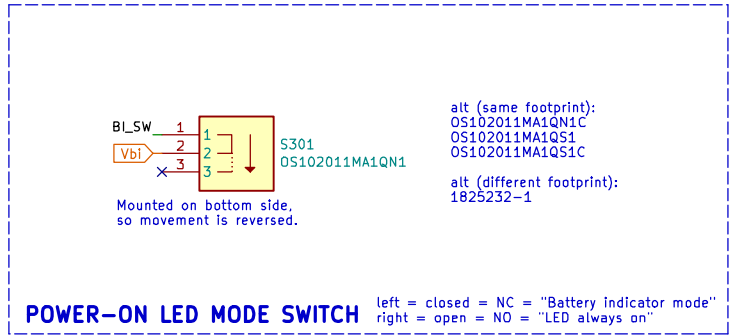 BI_SW
1
1
Vbi
2
2
3
3
S301
OS102011MA1QN1
Mounted on bottom side,
so movement is reversed.
alt (same footprint):
OS102011MA1QN1C
OS102011MA1QS1
OS102011MA1QS1C
alt (different footprint):
1825232-1
POWER-ON LED MODE SWITCH
left = closed = NC = "Battery indicator mode"
right = open = NO = "LED always on"